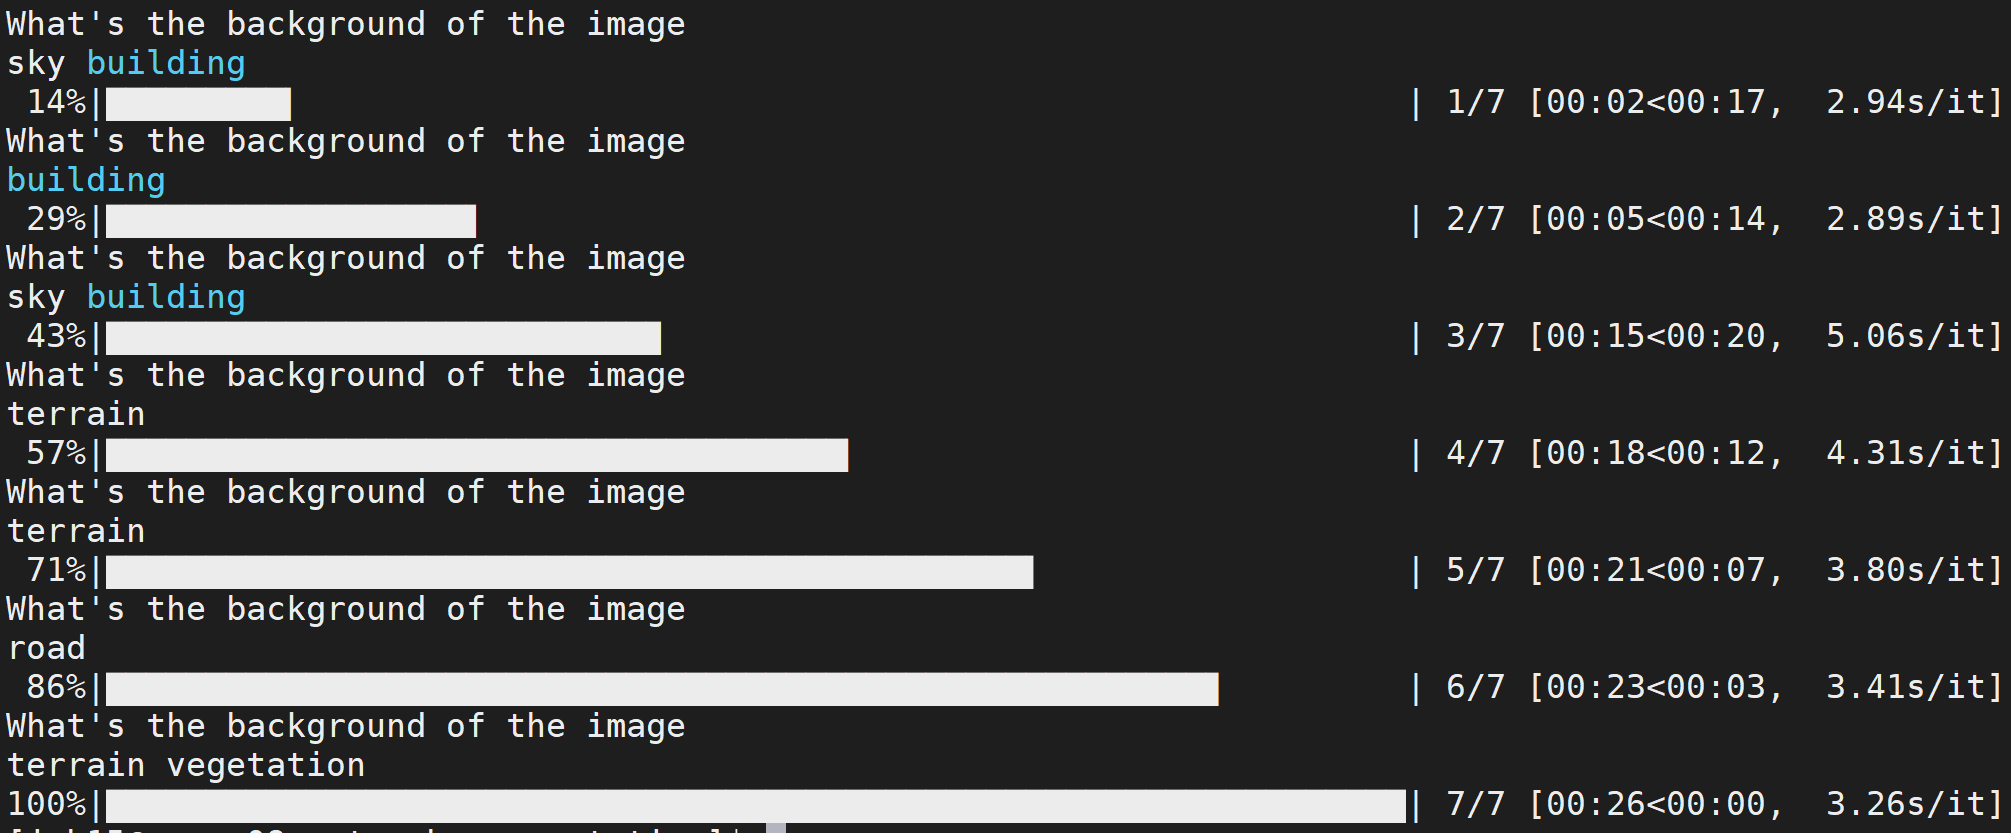 What's the background of the image
sky building
14%| | 1/7 [00:02<00:17, 2.94s/it]
What's the background of the image
building
29%| | 2/7 [00:05<00:14, 2.89s/it]
What's the background of the image
sky building
43%| | 3/7 [00:15<00:20, 5.06s/it]
What's the background of the image
terrain
57%| | 4/7 [00:18<00:12, 4.31s/it]
What's the background of the image
terrain
71%| | 5/7 [00:21<00:07, 3.80s/it]
What's the background of the image
road
86%| | 6/7 [00:23<00:03, 3.41s/it]
What's the background of the image
terrain vegetation
100%| | 7/7 [00:26<00:00, 3.26s/it]